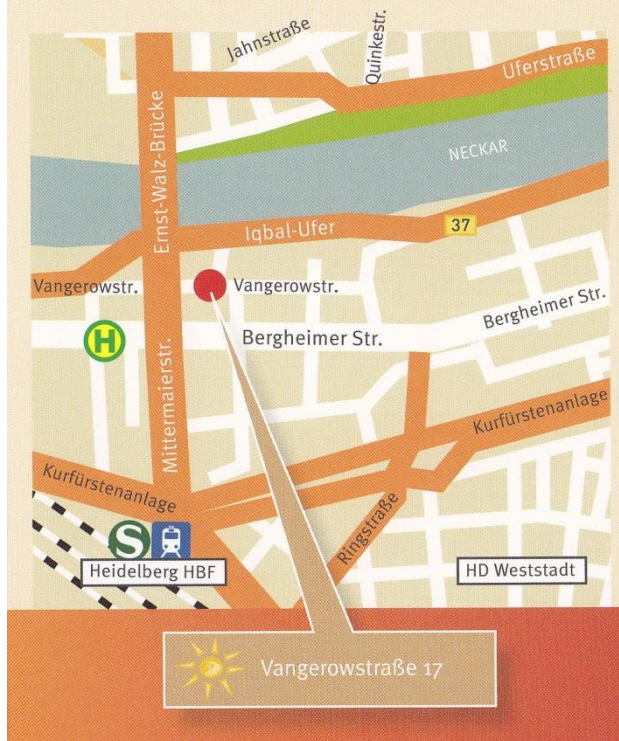 Jahnstraße
Quinkestr.
Uferstraße
Ernst-Walz-Brücke
NECKAR
Iqbal-Ufer
37
Vangerowstr.
Vangerowstr.
H
Bergheimer Str.
Bergheimer Str.
Mittermaierstr.
Kurfürstenanlage
Kurfürstenanlage
Ringstraße
S
Heidelberg HBF
HD Weststadt
Vangerowstraße 17